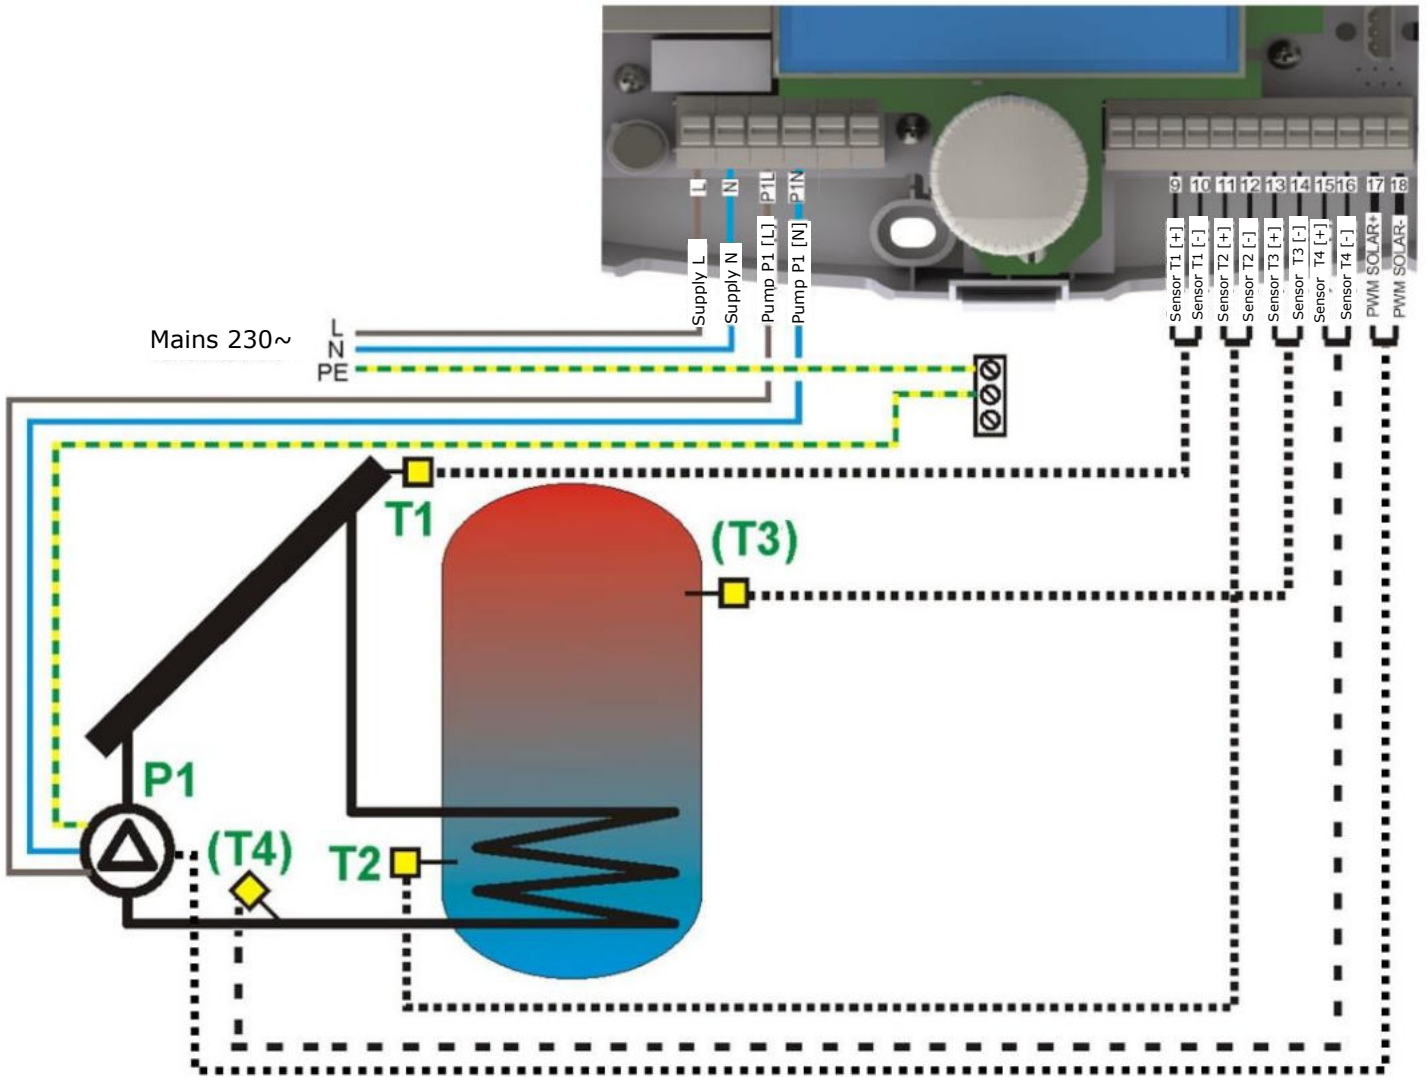 L
N
P1L
P1N
9
10
11
12
13
14
15
16
17
18
Supply L
Supply N
Pump P1 [L]
Pump P1 [N]
Sensor T1 [+]
Sensor T1 [-]
Sensor T2 [+]
Sensor T2 [-]
Sensor T3 [+]
Sensor T3 [-]
Sensor T4 [+]
Sensor T4 [-]
PWM SOLAR+
PWM SOLAR-
Mains 230~
L
N
PE
T1
(T3)
P1
(T4)
T2